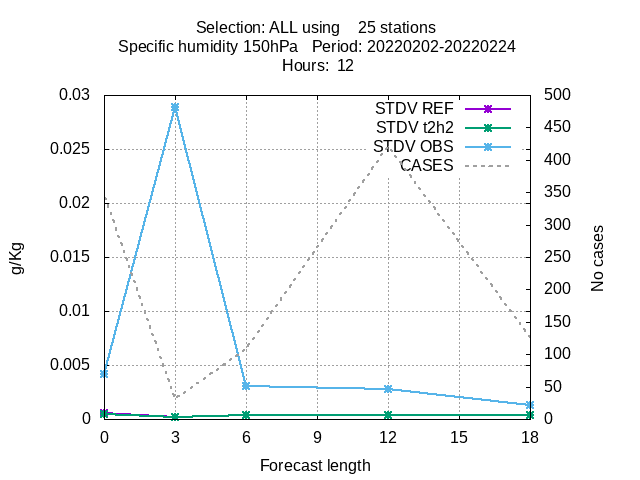 Selection: ALL using    25 stations
Specific humidity 150hPa   Period: 20220202-20220224
Hours:  12
0.03
0.025
0.02
0.015
0.01
0.005
0
500
450
400
350
300
250
200
150
100
50
0
STDV REF
STDV t2h2
STDV OBS
CASES
g/Kg
No cases
0 3 6 9 12 15 18
Forecast length